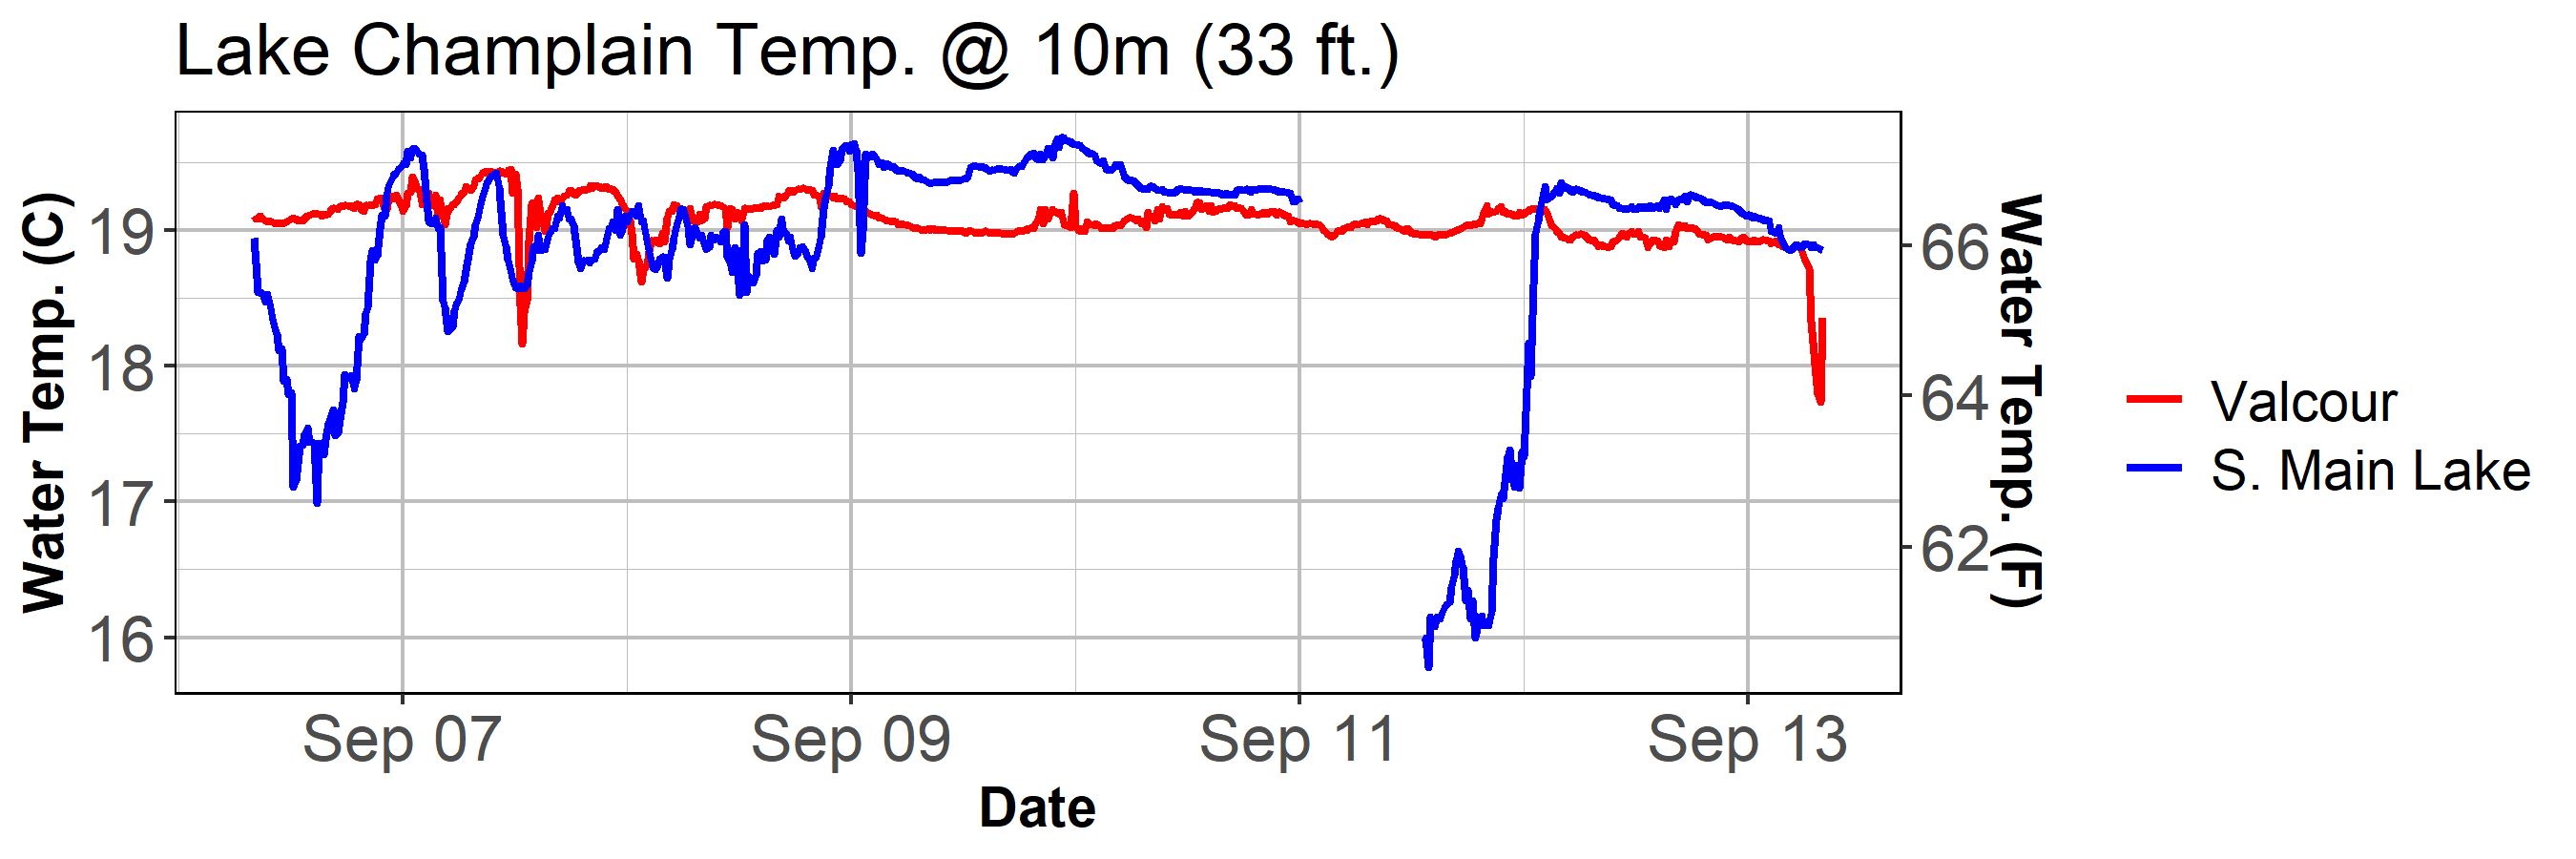 Lake Champlain Temp. @ 10m (33 ft.)
Water Temp. (C)
19
18
17
16
66
64
62
Water Temp. (F)
Sep 07
Sep 09
Sep 11
Sep 13
Date
Valcour
S. Main Lake